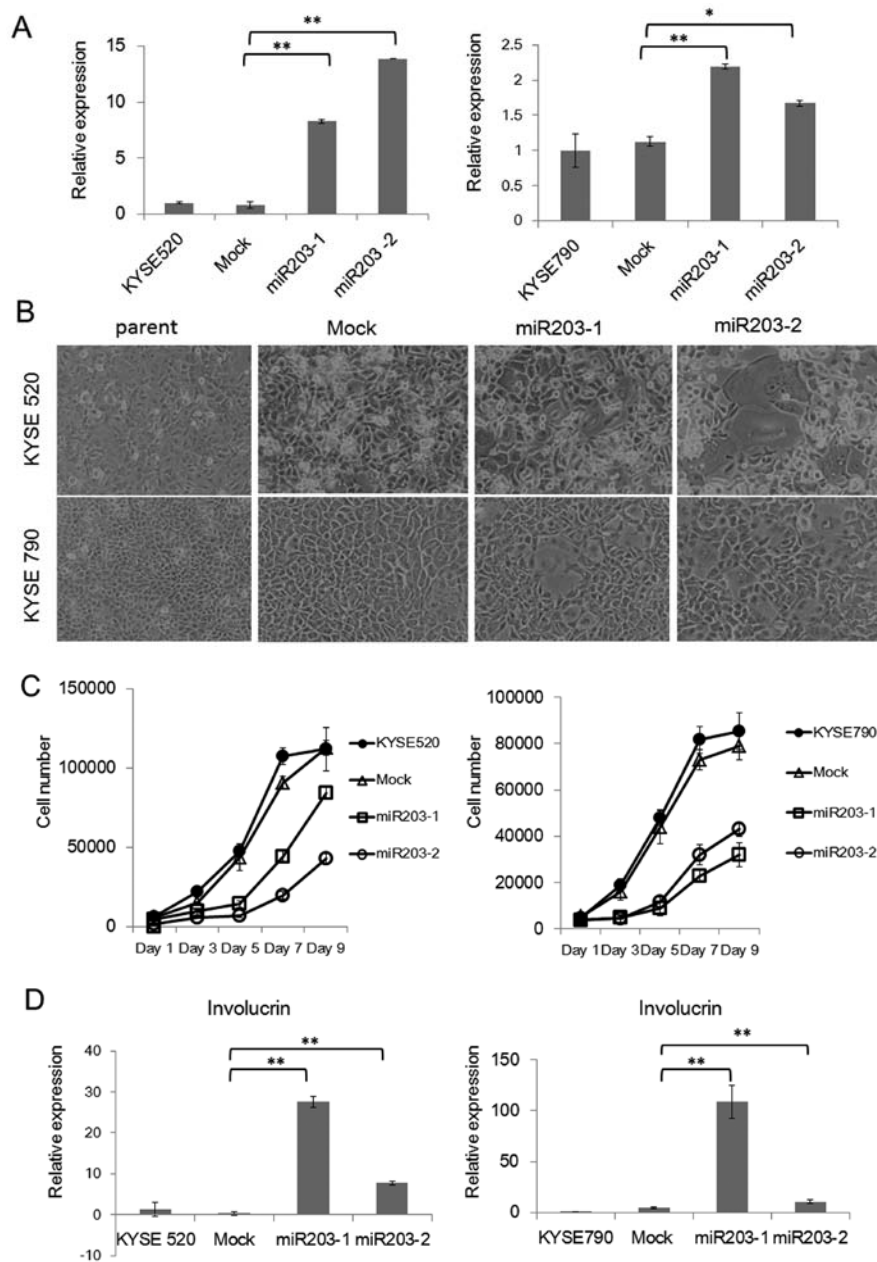 A
**
**
15
10
5
0
Relative expression
KYSE520
Mock
miR203-1
miR203 -2
*
**
2.5
2
1.5
1
0.5
0
Relative expression
KYSE790
Mock
miR203-1
miR203-2
B
parent Mock miR203-1 miR203-2
KYSE 520
KYSE 790
C
150000
100000
50000
0
Cell number
Day 1 Day 3 Day 5 Day 7 Day 9
KYSE520
Mock
miR203-1
miR203-2
100000
80000
60000
40000
20000
0
Cell number
Day 1 Day 3 Day 5 Day 7 Day 9
KYSE790
Mock
miR203-1
miR203-2
D
Involucrin
**
**
40
30
20
10
0
-10
Relative expression
KYSE 520 Mock miR203-1 miR203-2
Involucrin
**
**
150
100
50
0
Relative expression
KYSE790 Mock miR203-1 miR203-2